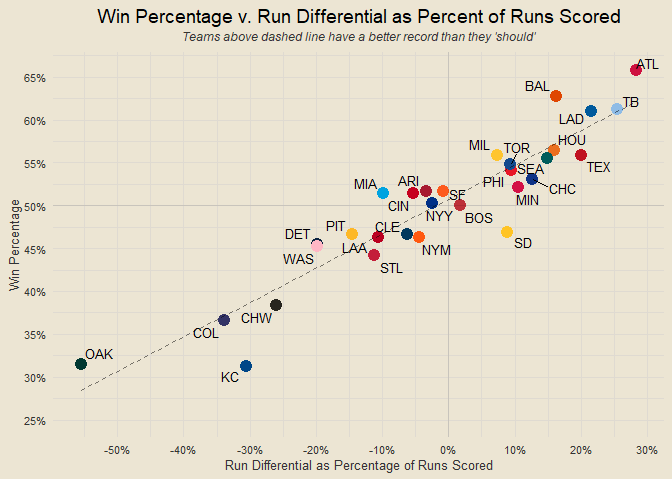 Win Percentage v. Run Differential as Percent of Runs Scored
Teams above dashed line have a better record than they 'should'
ATL
65%
BAL
TB
LAD
60%
HOU
MIL
TOR
55%
SEA
TEX
PHI
CHC
MIA
ARI
SF
MIN
CIN
50%
NYY
BOS
PIT
CLE
DET
SD
45%
LAA
NYM
WAS
STL
40%
CHW
COL
35%
OAK
KC
30%
25%
Win Percentage
-50% -40% -30% -20% -10% 0% 10% 20% 30%
Run Differential as Percentage of Runs Scored